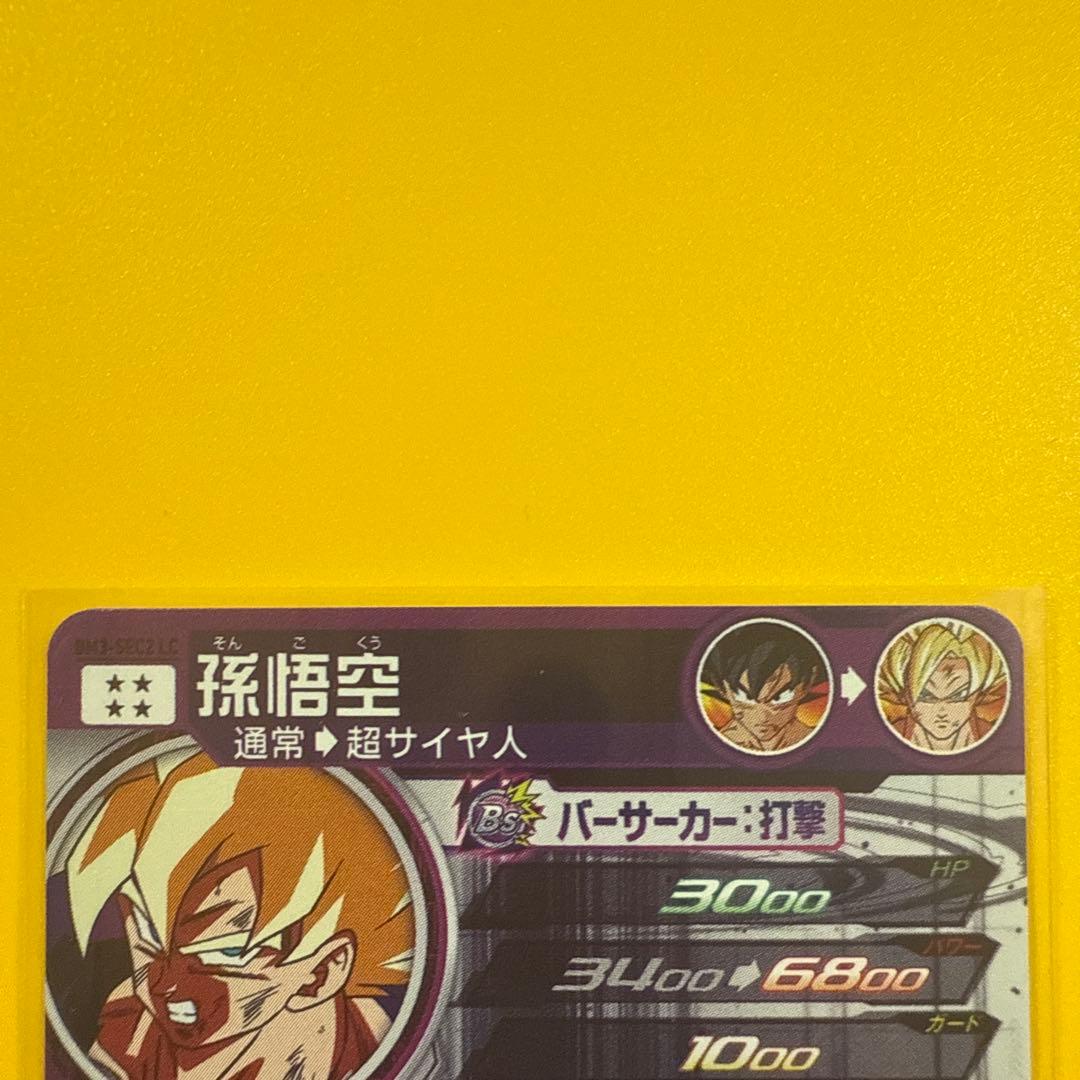 BM3-SEC2 LC
そん ご くう
★★
★★
孫悟空
通常➡超サイヤ人
Bs バーサーカー:打撃
HP
3000
パワー
3400➡6800
カード
1000